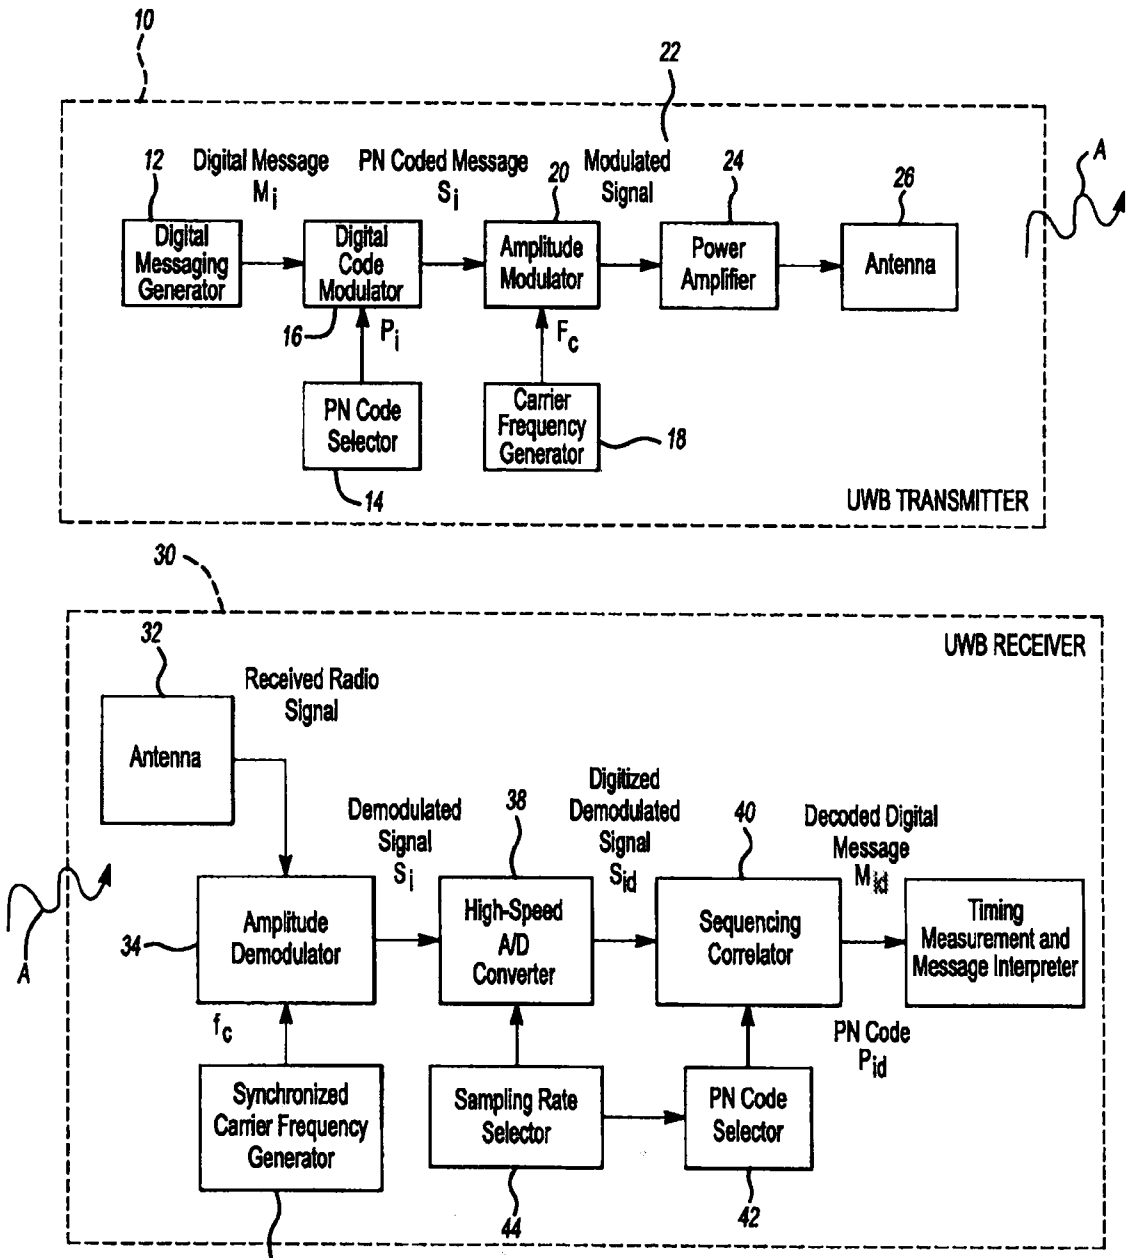 10
22
12
Digital Message
Mi
PN Coded Message
Si
20
Modulated
Signal
24
26
A
Digital
Messaging
Generator
Digital
Code
Modulator
Amplitude
Modulator
Power
Amplifier
Antenna
16
Pi
Fc
PN Code
Selector
Carrier
Frequency
Generator
18
14
UWB TRANSMITTER
30
UWB RECEIVER
32
Received Radio
Signal
Antenna
Demodulated
Signal
Si
38
Digitized
Demodulated
Signal
Sid
40
Decoded Digital
Message
Mid
A
34
Amplitude
Demodulator
High-Speed
A/D
Converter
Sequencing
Correlator
Timing
Measurement and
Message Interpreter
fc
PN Code
Pid
Synchronized
Carrier Frequency
Generator
Sampling Rate
Selector
PN Code
Selector
44
42